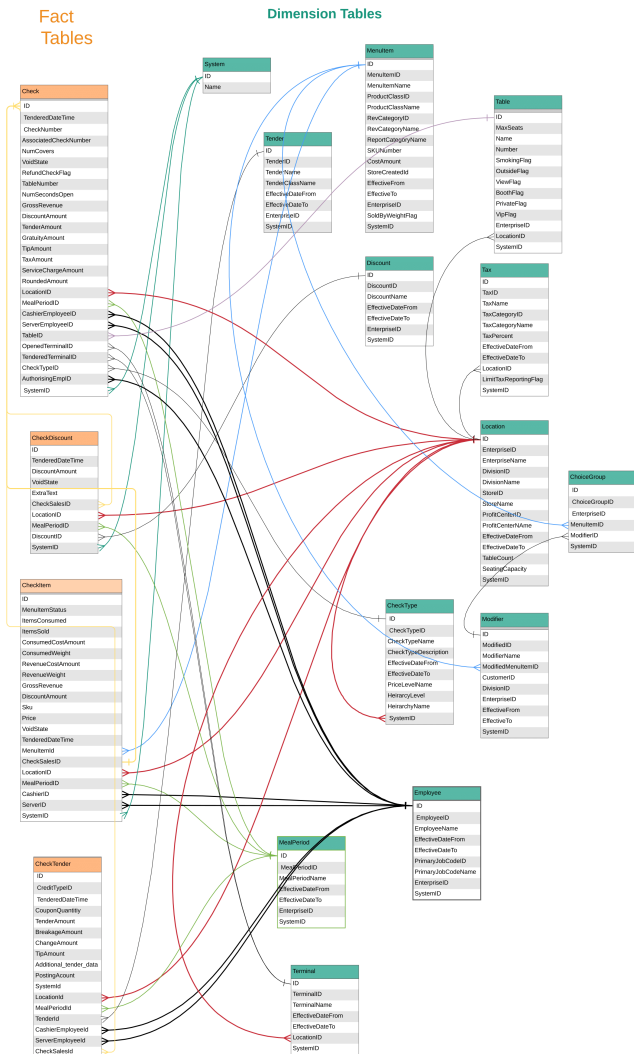 Fact
Tables
Dimension Tables
Check
ID
TenderedDateTime
CheckNumber
AssociatedCheckNumber
NumCovers
VoidState
RefundCheckFlag
TableNumber
NumSecondsOpen
GrossRevenue
DiscountAmount
TenderAmount
GratuityAmount
TipAmount
TaxAmount
ServiceChargeAmount
RoundedAmount
LocationID
MealPeriodID
CashierEmployeeID
ServerEmployeeID
TableID
OpenedTerminalID
TenderedTerminalID
CheckTypeID
AuthorisingEmpID
SystemID
CheckDiscount
ID
TenderedDateTime
DiscountAmount
VoidState
ExtraText
CheckSalesID
LocationID
MealPeriodID
DiscountID
SystemID
CheckItem
ID
MenuitemStatus
ItemsConsumed
ItemsSold
ConsumedCostAmount
ConsumedWeight
RevenueCostAmount
RevenueWeight
GrossRevenue
DiscountAmount
Sku
Price
VoidState
TenderedDateTime
MenuItemId
CheckSalesID
LocationID
MealPeriodID
CashierID
ServerID
SystemID
CheckTender
ID
CreditTypeID
TenderedDateTime
CouponQuantitiy
TenderAmount
BreakageAmount
ChangeAmount
TipAmount
Additional_tender_data
PostingAcount
SystemId
LocationId
MealPeriodId
TenderId
CashierEmployeeId
ServerEmployeeId
CheckSalesId
System
ID
Name
Tender
ID
TenderID
TenderName
TenderClassName
EffectiveDateFrom
EffectiveDateTo
EnterpriseID
SystemID
MenuItem
ID
MenuItemID
MenuItemName
ProductClassID
ProductClassName
RevCategoryID
RevCategoryName
ReportCategoryName
SKUNumber
CostAmount
StoreCreatedId
EffectiveFrom
EffectiveTo
EnterpriseID
SoldByWeightFlag
SystemID
Discount
ID
DiscountID
DiscountName
EffectiveDateFrom
EffectiveDateTo
EnterpriseID
SystemID
Table
ID
MaxSeats
Name
Number
SmokingFlag
OutsideFlag
ViewFlag
BoothFlag
PrivateFlag
VipFlag
EnterpriseID
LocationID
SystemID
Tax
ID
TaxID
TaxName
TaxCategoryID
TaxCategoryName
TaxPercent
EffectiveDateFrom
EffectiveDateTo
LocationID
LimitTaxReportingFlag
SystemID
Location
ID
EnterpriseID
EnterpriseName
DivisionID
DivisionName
StoreID
StoreName
ProfitCenterID
ProfitCenterNAme
EffectiveDateFrom
EffectiveDateTo
TableCount
SeatingCapacity
SystemID
ChoiceGroup
ID
ChoiceGroupID
EnterpriseID
MenuItemID
ModifierID
SystemID
CheckType
ID
CheckTypeID
CheckTypeName
CheckTypeDescription
EffectiveDateFrom
EffectiveDateTo
PriceLevelName
HeirarcyLevel
HeirarchyName
SystemID
Modifier
ID
ModifiedID
ModifierName
ModifiedMenuItemID
CustomerID
DivisionID
EnterpriseID
EffectiveFrom
EffectiveTo
SystemID
Employee
ID
EmployeeID
EmployeeName
EffectiveDateFrom
EffectiveDateTo
PrimaryJobCodeID
PrimaryJobCodeName
EnterpriseID
SystemID
MealPeriod
ID
MealPeriodID
MealPeriodName
EffectiveDateFrom
EffectiveDateTo
EnterpriseID
SystemID
Terminal
ID
TerminalID
TerminalName
EffectiveDateFrom
EffectiveDateTo
LocationID
SystemID